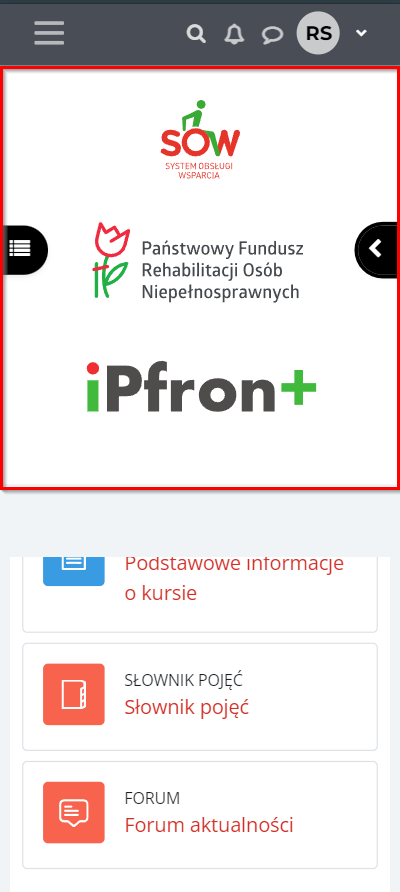 RS
SOW
SYSTEM OBSŁUGI
WSPARCIA
Państwowy Fundusz
Rehabilitacji Osób
Niepełnosprawnych
iPfron+
Podstawowe informacje
o kursie
SŁOWNIK POJĘĆ
Słownik pojęć
FORUM
Forum aktualności